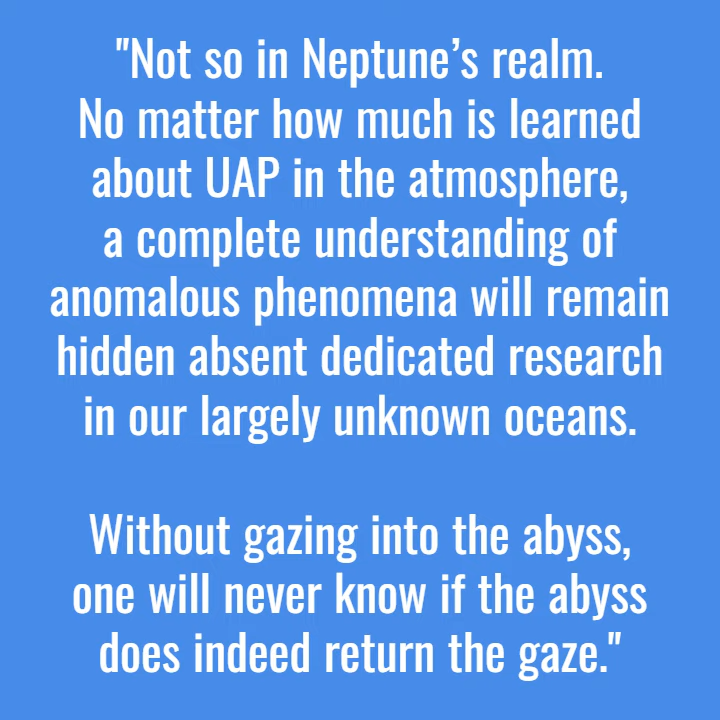 "Not so in Neptune’s realm.
No matter how much is learned
about UAP in the atmosphere,
a complete understanding of
anomalous phenomena will remain
hidden absent dedicated research
in our largely unknown oceans.
Without gazing into the abyss,
one will never know if the abyss
does indeed return the gaze."